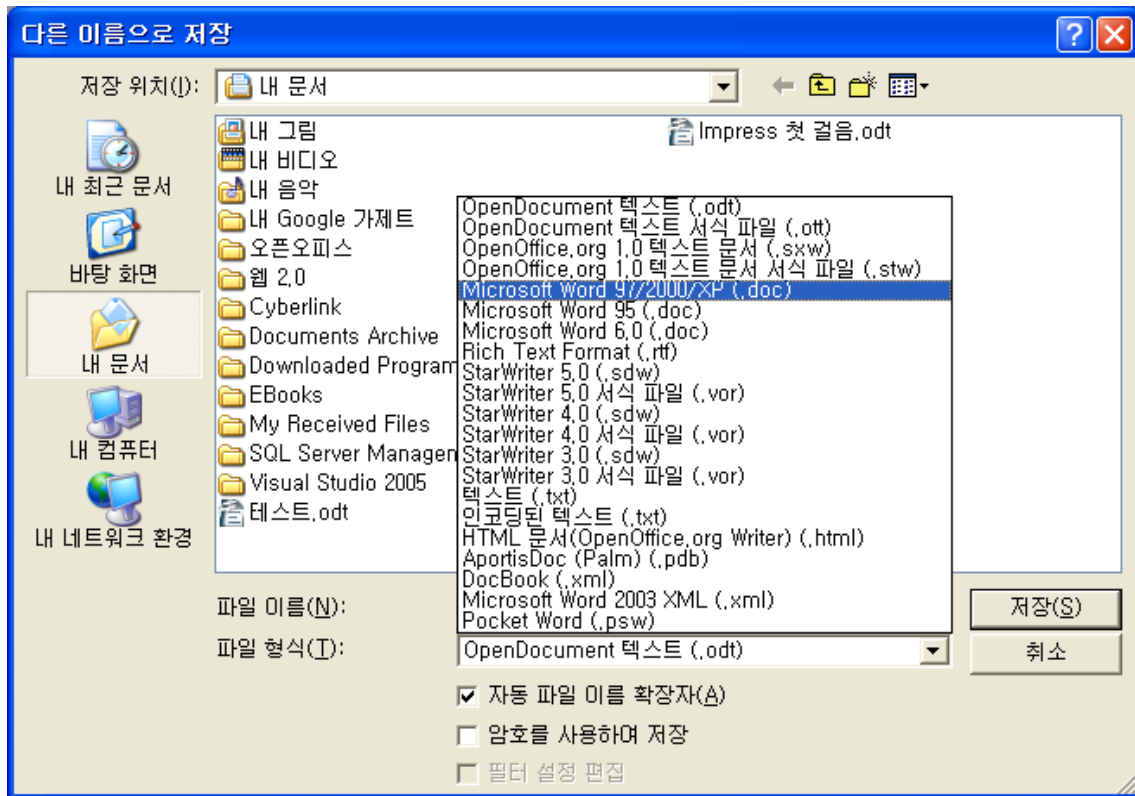 다른 이름으로 저장
저장 위치(I):
내 문서
내 최근 문서
바탕 화면
내 문서
내 컴퓨터
내 네트워크 환경
내 그림
내 비디오
내 음악
내 Google 가제트
오픈오피스
웹 2.0
Cyberlink
Documents Archive
Downloaded Program
EBooks
My Received Files
SQL Server Managen
Visual Studio 2005
테스트.odt
Impress 첫 걸음.odt
OpenDocument 텍스트 (.odt)
OpenDocument 텍스트 서식 파일 (.ott)
OpenOffice.org 1.0 텍스트 문서 (.sxw)
OpenOffice.org 1.0 텍스트 문서 서식 파일 (.stw)
Microsoft Word 97/2000/XP (.doc)
Microsoft Word 95 (.doc)
Microsoft Word 6.0 (.doc)
Rich Text Format (.rtf)
StarWriter 5.0 (.sdw)
StarWriter 5.0 서식 파일 (.vor)
StarWriter 4.0 (.sdw)
StarWriter 4.0 서식 파일 (.vor)
StarWriter 3.0 (.sdw)
StarWriter 3.0 서식 파일 (.vor)
텍스트 (.txt)
인코딩된 텍스트 (.txt)
HTML 문서(OpenOffice.org Writer) (.html)
AportisDoc (Palm) (.pdb)
DocBook (.xml)
Microsoft Word 2003 XML (.xml)
Pocket Word (.psw)
파일 이름(N):
저장(S)
파일 형식(T):
OpenDocument 텍스트 (.odt)
취소
자동 파일 이름 확장자(A)
암호를 사용하여 저장
필터 설정 편집